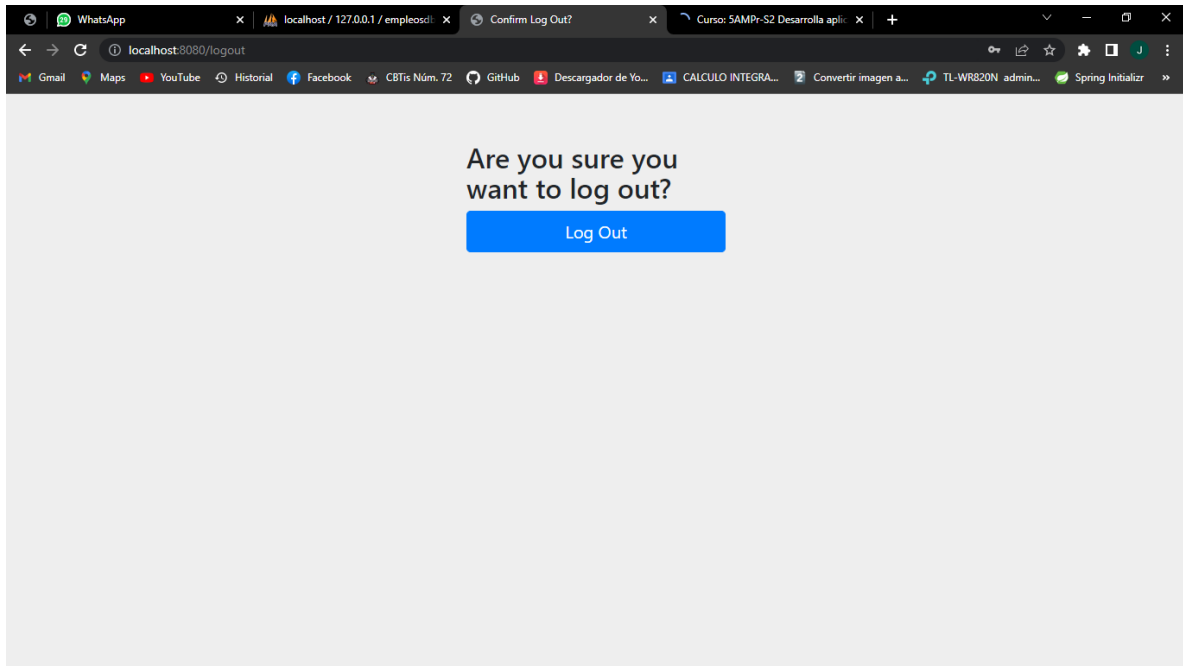 29 WhatsApp
localhost / 127.0.0.1 / empleosdb
Confirm Log Out?
Curso: 5AMPr-S2 Desarrolla aplic
localhost:8080/logout
J
Gmail
Maps
YouTube
Historial
Facebook
CBTis Núm. 72
GitHub
Descargador de Yo...
CALCULO INTEGRA...
Convertir imagen a...
TL-WR820N admin...
Spring Initializr
»
Are you sure you
want to log out?
Log Out